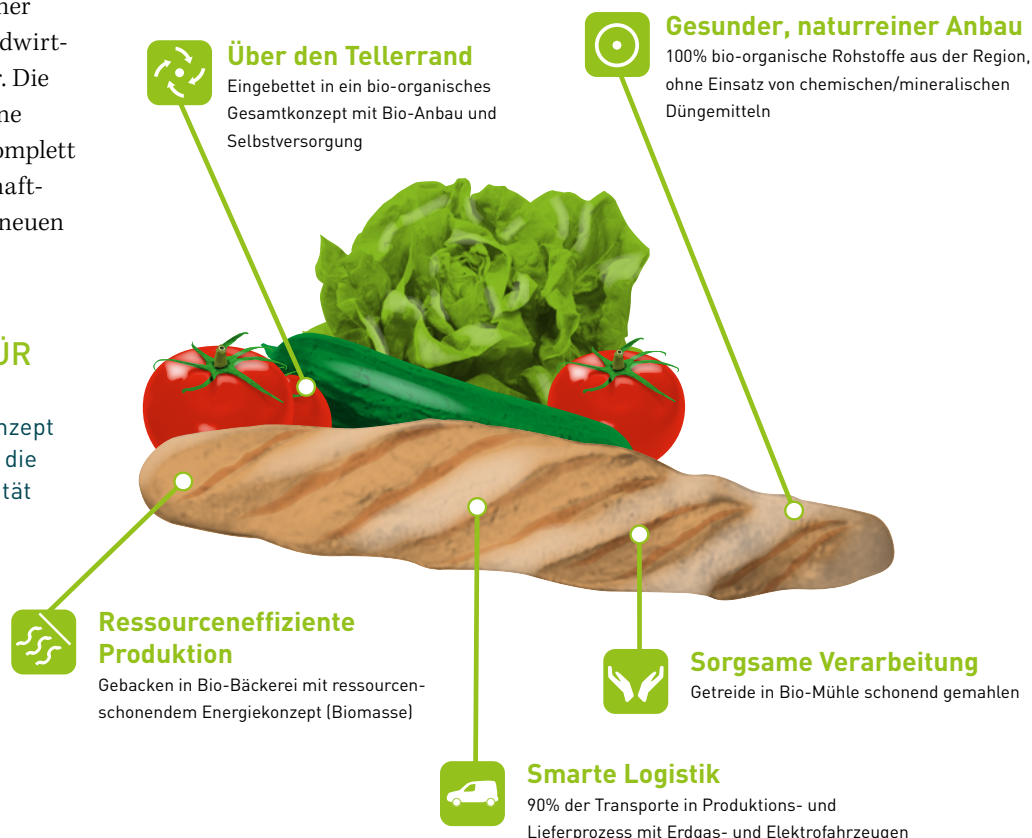 ner
dwirt-
r. Die
ne
omplett
haft-
neuen
ÜR
nzept
die
tät
Über den Tellerrand
Eingebettet in ein bio-organisches
Gesamtkonzept mit Bio-Anbau und
Selbstversorgung
Gesunder, naturreiner Anbau
100% bio-organische Rohstoffe aus der Region,
ohne Einsatz von chemischen/mineralischen
Düngemitteln
Ressourceneffiziente
Produktion
Gebacken in Bio-Bäckerei mit ressourcen-
schonendem Energiekonzept (Biomasse)
Sorgsame Verarbeitung
Getreide in Bio-Mühle schonend gemahlen
Smarte Logistik
90% der Transporte in Produktions- und
Lieferprozess mit Erdgas- und Elektrofahrzeugen